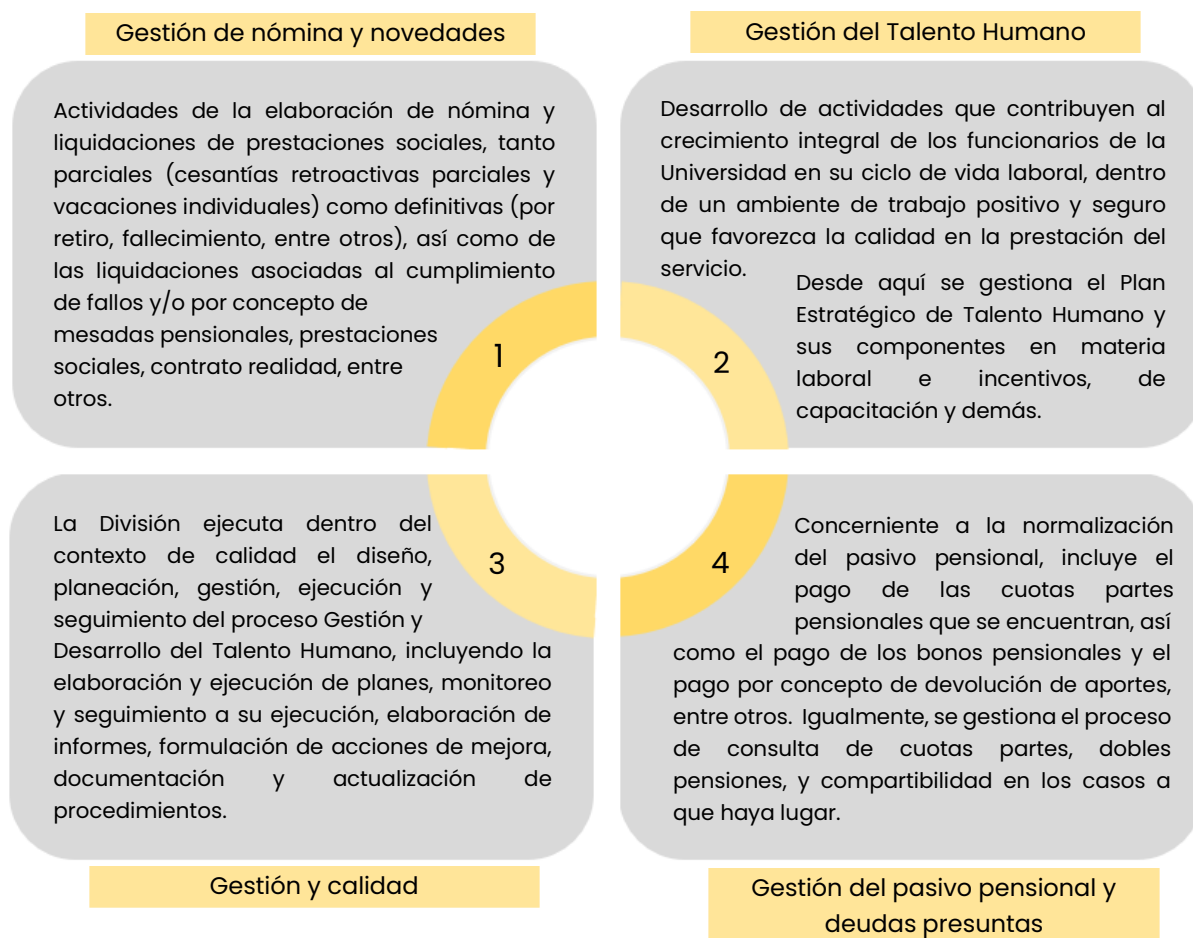 Gestión de nómina y novedades
Actividades de la elaboración de nómina y
liquidaciones de prestaciones sociales, tanto
parciales (cesantías retroactivas parciales y
vacaciones individuales) como definitivas (por
retiro, fallecimiento, entre otros), así como de
las liquidaciones asociadas al cumplimiento
de fallos y/o por concepto de
mesadas pensionales, prestaciones
sociales, contrato realidad, entre
otros.
1
Gestión del Talento Humano
Desarrollo de actividades que contribuyen al
crecimiento integral de los funcionarios de la
Universidad en su ciclo de vida laboral, dentro
de un ambiente de trabajo positivo y seguro
que favorezca la calidad en la prestación del
servicio.
Desde aquí se gestiona el Plan
Estratégico de Talento Humano y
sus componentes en materia
laboral e incentivos, de
capacitación y demás.
2
La División ejecuta dentro del
contexto de calidad el diseño,
planeación, gestión, ejecución y
seguimiento del proceso Gestión y
Desarrollo del Talento Humano, incluyendo la
elaboración y ejecución de planes, monitoreo
y seguimiento a su ejecución, elaboración de
informes, formulación de acciones de mejora,
documentación y actualización de
procedimientos.
3
Gestión y calidad
Concerniente a la normalización
del pasivo pensional, incluye el
pago de las cuotas partes
pensionales que se encuentran, así
como el pago de los bonos pensionales y el
pago por concepto de devolución de aportes,
entre otros. Igualmente, se gestiona el proceso
de consulta de cuotas partes, dobles
pensiones, y compartibilidad en los casos a
que haya lugar.
4
Gestión del pasivo pensional y
deudas presuntas